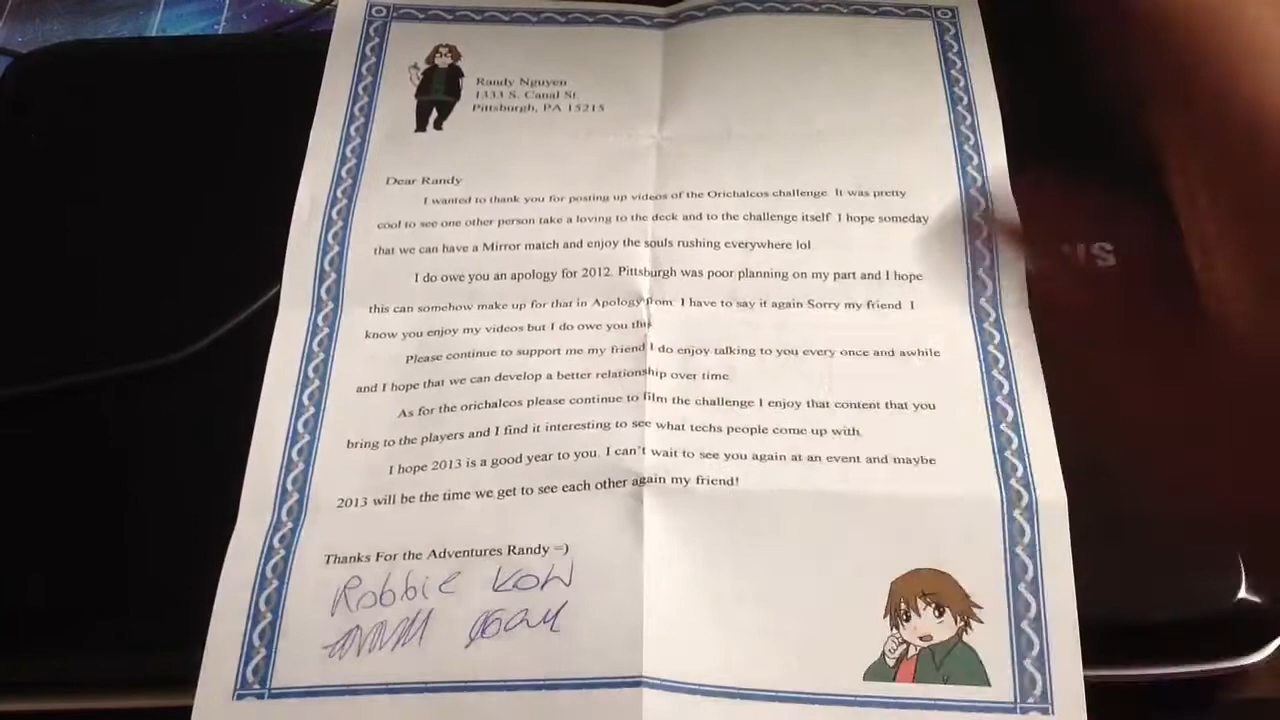 Randy Nguyen
1333 S. Canal St.
Pittsburgh, PA 15215
Dear Randy
I wanted to thank you for posting up videos of the Orichalcos challenge. It was pretty
cool to see one other person take a loving to the deck and to the challenge itself I hope someday
that we can have a Mirror match and enjoy the souls rushing everywhere lol
I do owe you an apology for 2012. Pittsburgh was poor planning on my part and I hope
this can somehow make up for that in Apology from. I have to say it again Sorry my friend I
know you enjoy my videos but I do owe you this
Please continue to support me my friend I do enjoy talking to you every once and awhile
and I hope that we can develop a better relationship over time
As for the orichalcos please continue to film the challenge I enjoy that content that you
bring to the players and I find it interesting to see what techs people come up with
I hope 2013 is a good year to you. I can't wait to see you again at an event and maybe
2013 will be the time we get to see each other again my friend!
Thanks For the Adventures Randy =)
Robbie Koh